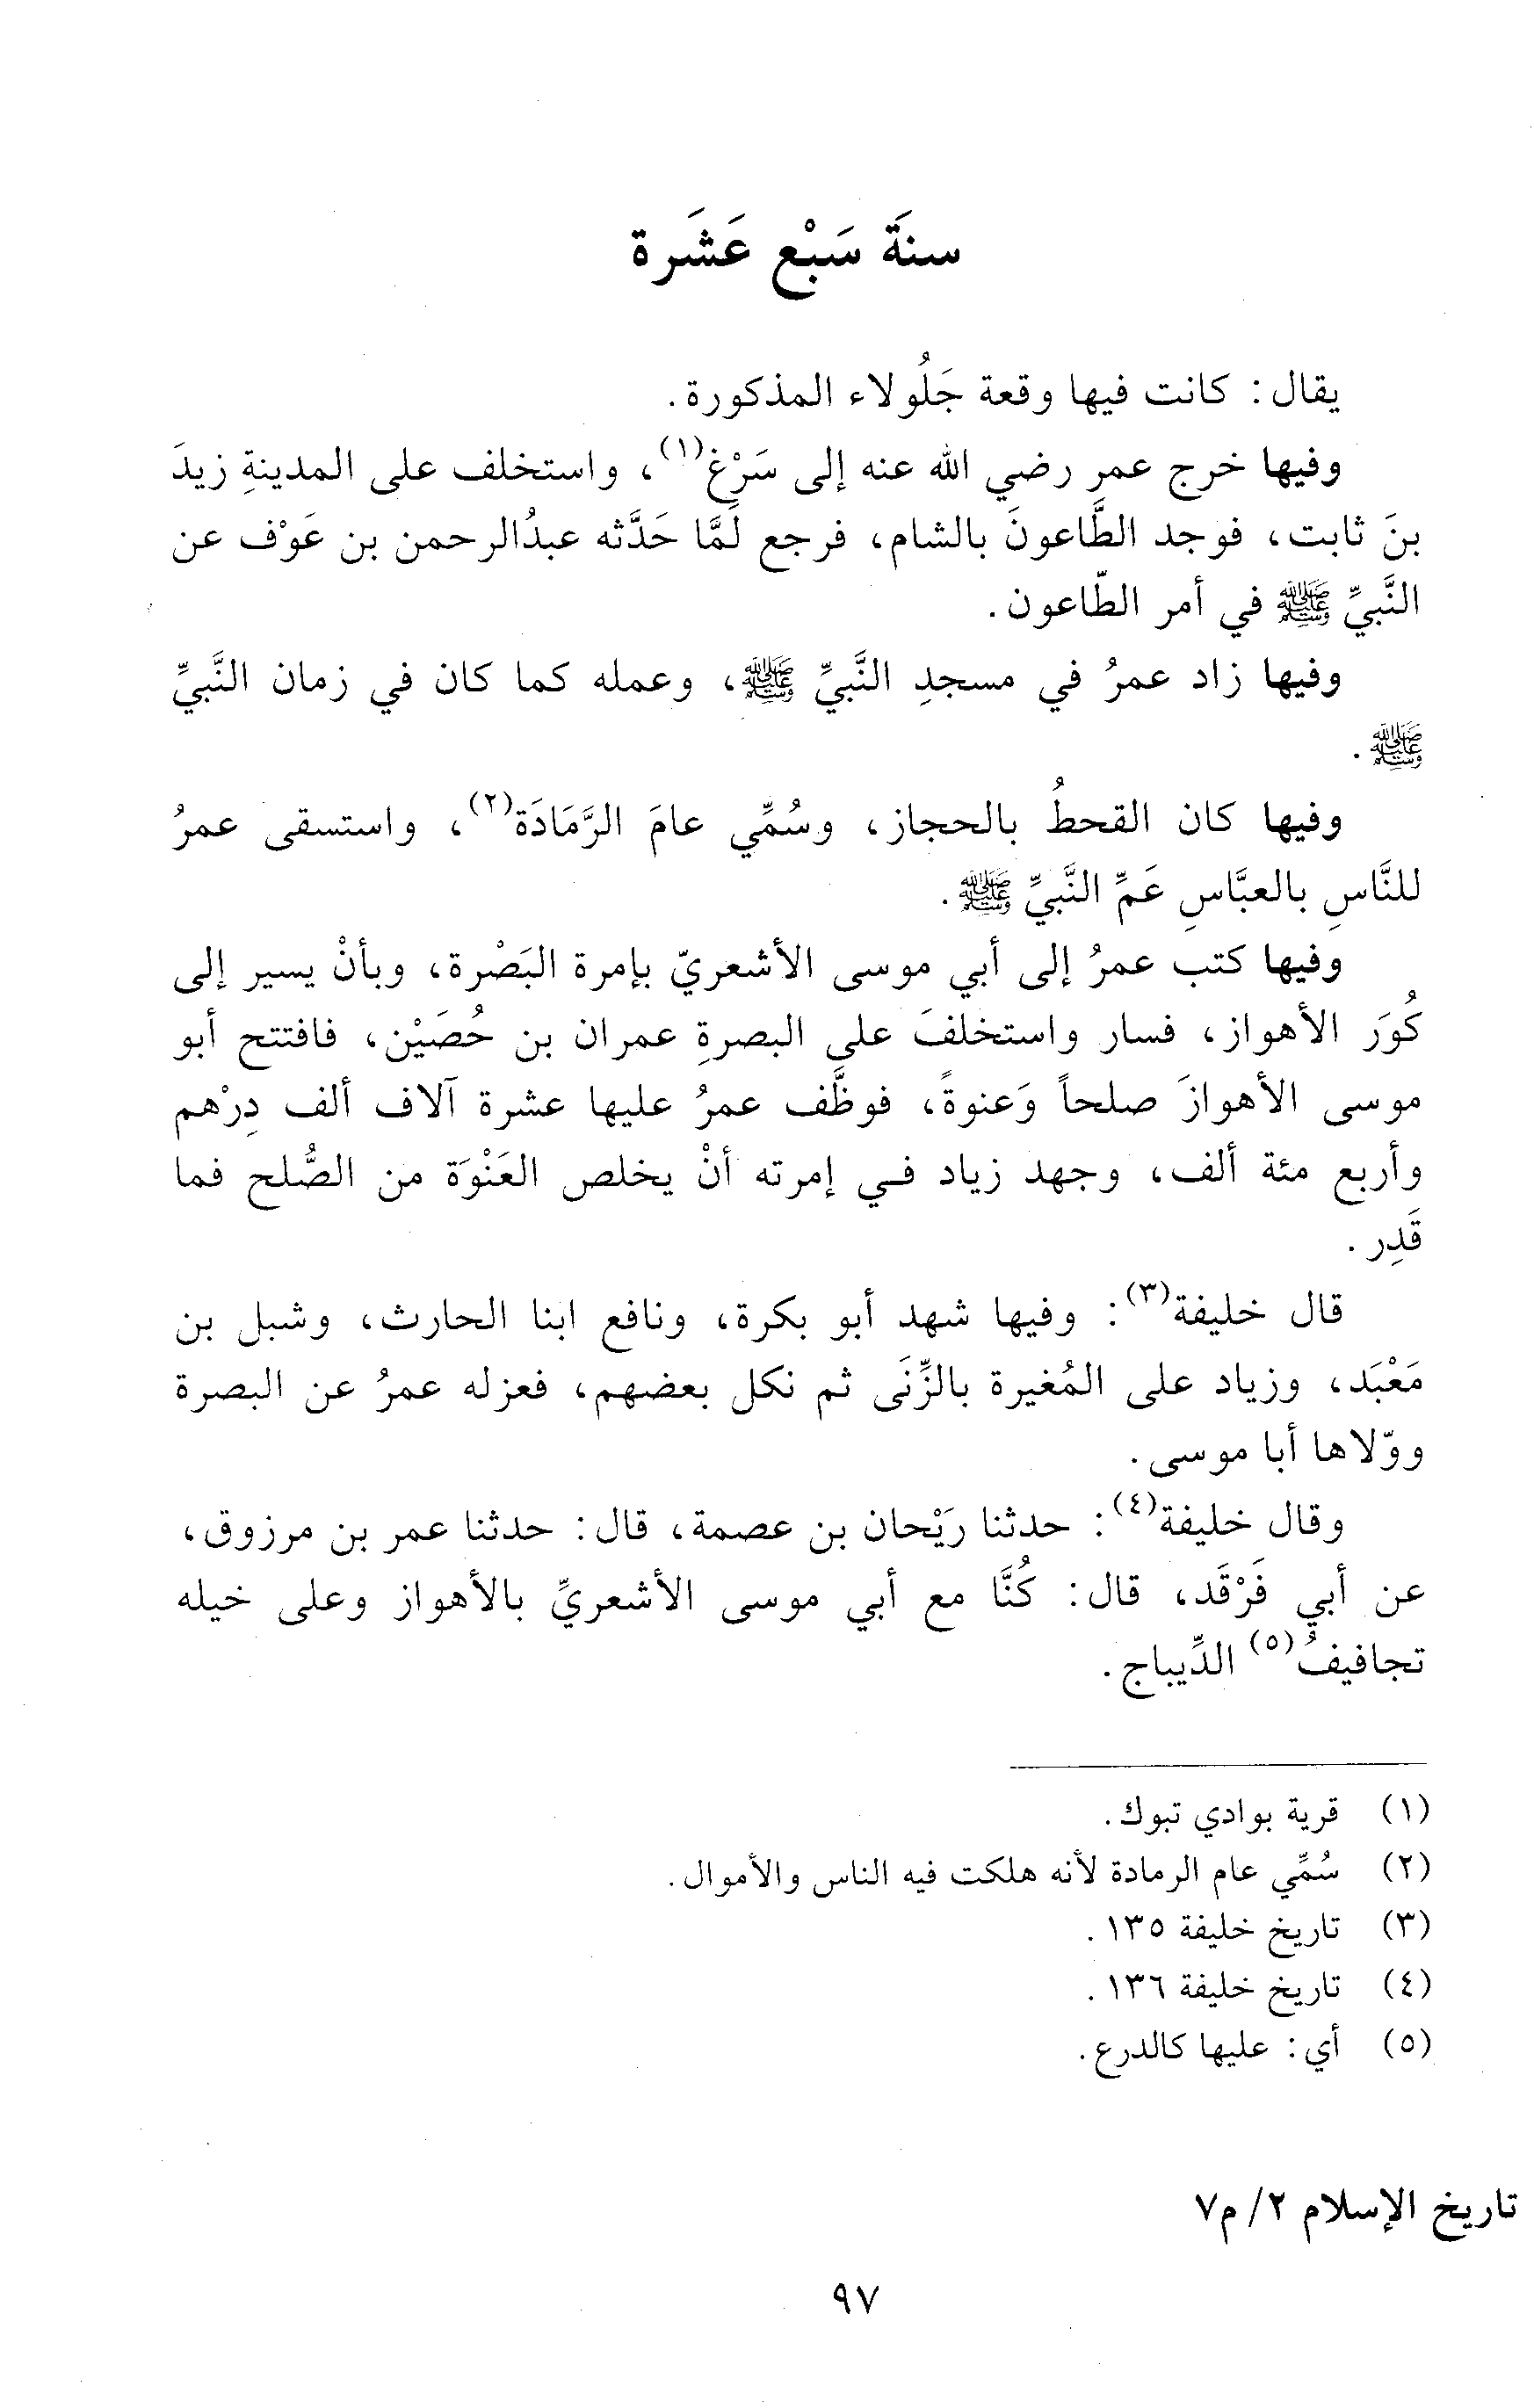 سنَةَ سَبْع عَشَرة
يقال: كانت فيها وقعة جَلُولاء المذكورة.
وفيها خرج عمر رضي الله عنه إلى سَرْغ(١)، واستخلف على المدينةِ زيدَ
بنَ ثابت، فوجد الطَّاعونَ بالشام، فرجع لَمَّا حَدَّثه عبدُالرحمن بن عَوْف عن
النَّبيِّ ﷺ في أمر الطّاعون.
وفيها زاد عمرُ في مسجدِ النَّبيِّ ﷺ، وعمله كما كان في زمان النَّبيِّ
ﷺ.
وفيها كان القحطُ بالحجاز، وسُمِّي عامَ الرَّمَادَة(٢)، واستسقى عمرُ
للنَّاسِ بالعبَّاسِ عَمِّ النَّبيِّ ﷺ.
وفيها كتب عمرُ إلى أبي موسى الأشعريّ بإمرة البَصْرة، وبأنْ يسير إلى
كُوَر الأهواز، فسار واستخلفَ على البصرةِ عمران بن حُصَيْن، فافتتح أبو
موسى الأهوازَ صلحاً وَعنوةً، فوظَّف عمرُ عليها عشرة آلاف ألف دِرْهم
وأربع مئة ألف، وجهد زياد في إمرته أنْ يخلص العَنْوَة من الصُّلح فما
قَدِر.
قال خليفة(٣): وفيها شهد أبو بكرة، ونافع ابنا الحارث، وشبل بن
مَعْبَد، وزياد على المُغيرة بالزِّنَى ثم نكل بعضهم، فعزله عمرُ عن البصرة
وولّاها أبا موسى.
وقال خليفة(٤): حدثنا رَيْحان بن عصمة، قال: حدثنا عمر بن مرزوق،
عن أبي فَرْقَد، قال: كُنَّا مع أبي موسى الأشعريِّ بالأهواز وعلى خيله
تجافيفُ(٥) الدِّيباج.
(١) قرية بوادي تبوك.
(٢) سُمِّي عام الرمادة لأنه هلكت فيه الناس والأموال.
(٣) تاريخ خليفة ١٣٥.
(٤) تاريخ خليفة ١٣٦.
(٥) أي: عليها كالدرع.
تاريخ الإسلام ٢/ م٧
٩٧